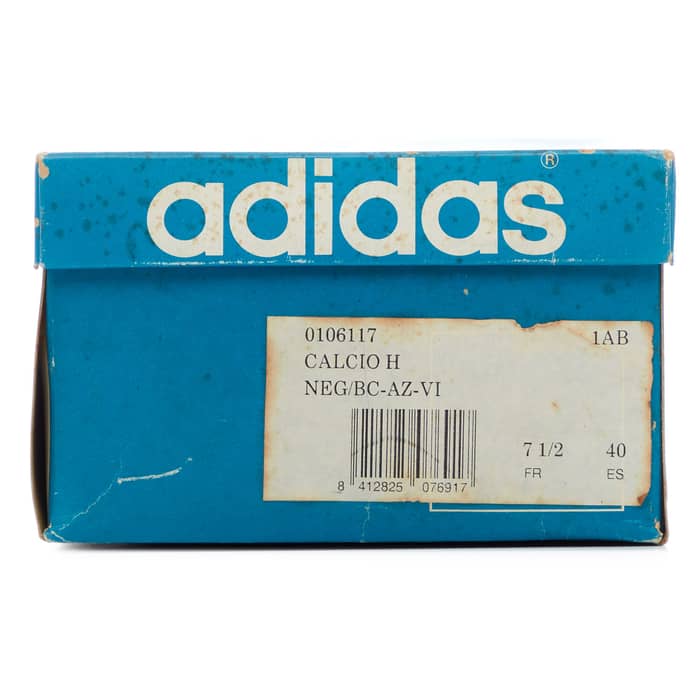 adidas®
0106117 1AB
CALCIO H
NEG/BC-AZ-VI
7 1/2 40
FR ES
8 412825 076917